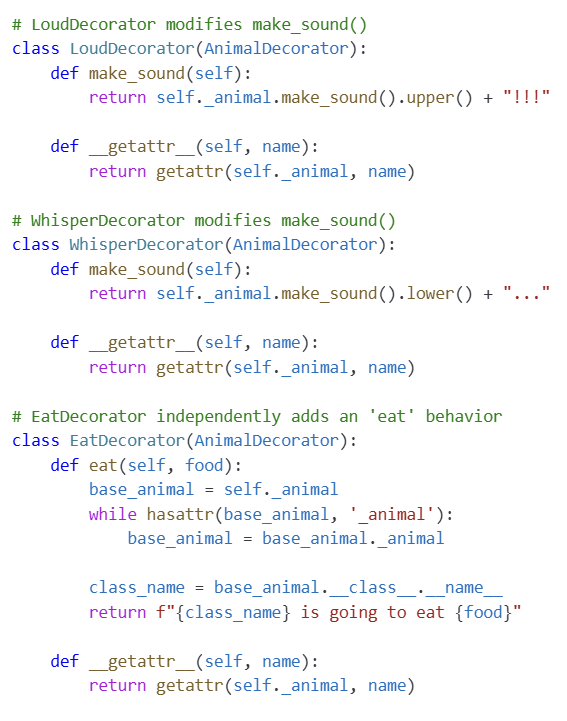 # LoudDecorator modifies make_sound()
class LoudDecorator(AnimalDecorator):
    def make_sound(self):
        return self._animal.make_sound().upper() + "!!!"

    def __getattr__(self, name):
        return getattr(self._animal, name)

# WhisperDecorator modifies make_sound()
class WhisperDecorator(AnimalDecorator):
    def make_sound(self):
        return self._animal.make_sound().lower() + "..."

    def __getattr__(self, name):
        return getattr(self._animal, name)

# EatDecorator independently adds an 'eat' behavior
class EatDecorator(AnimalDecorator):
    def eat(self, food):
        base_animal = self._animal
        while hasattr(base_animal, '_animal'):
            base_animal = base_animal._animal

        class_name = base_animal.__class__.__name__
        return f"{class_name} is going to eat {food}"

    def __getattr__(self, name):
        return getattr(self._animal, name)